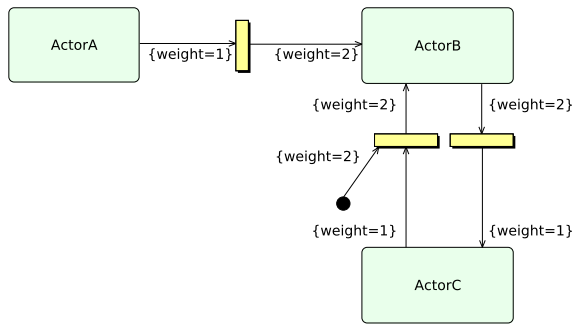 ActorA
{weight=1}
{weight=2}
ActorB
{weight=2}
{weight=2}
{weight=2}
{weight=1}
{weight=1}
ActorC